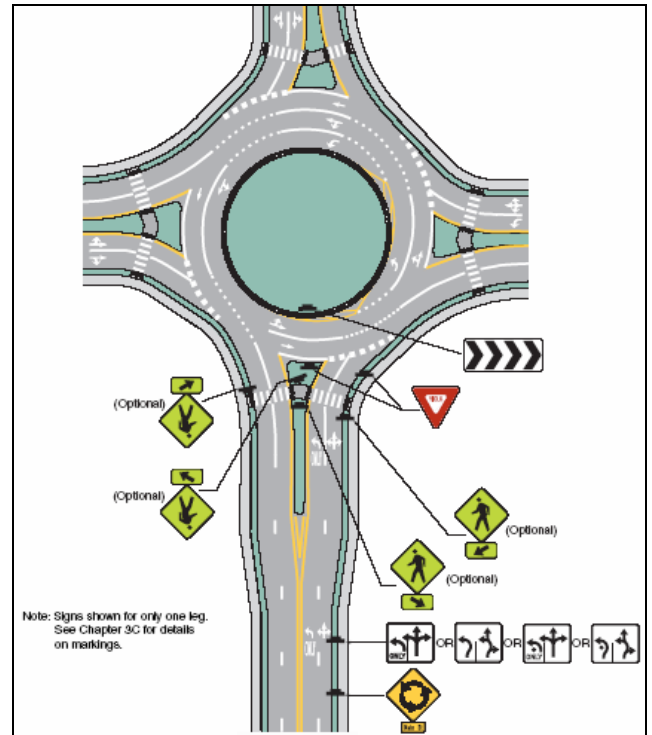 (Optional)
YIELD
(Optional)
ONLY
(Optional)
(Optional)
Note: Signs shown for only one leg.
See Chapter 3C for details
on markings.
ONLY OR OR ONLY OR